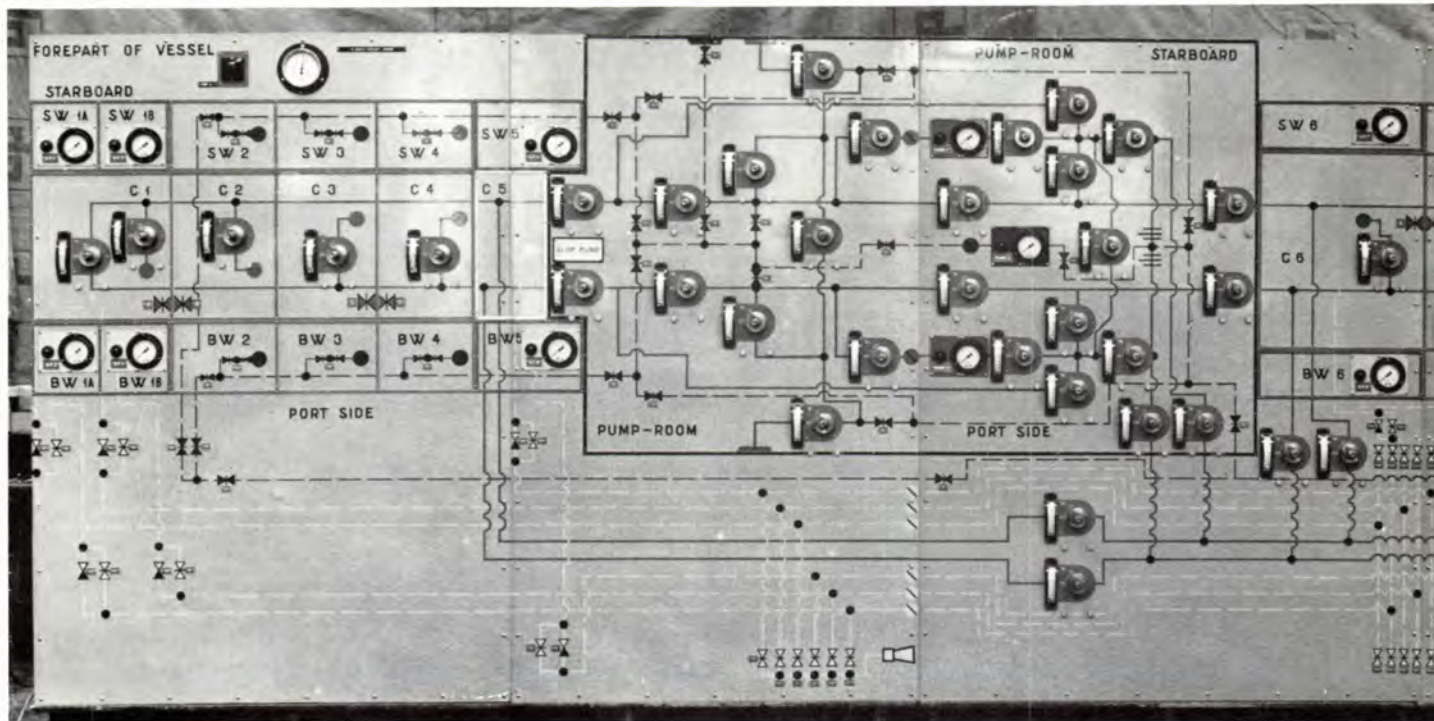 FOREPART OF VESSEL
STARBOARD
SW 1A
SW 1B
SW 2
SW 3
SW 4
SW 5
C 1
C 2
C 3
C 4
C 5
BW 1A
BW 1B
BW 2
BW 3
BW 4
BW 5
PORT SIDE
PUMP-ROOM
STARBOARD
SLOP PUMP
PUMP-ROOM
PORT SIDE
SW 6
C 6
BW 6